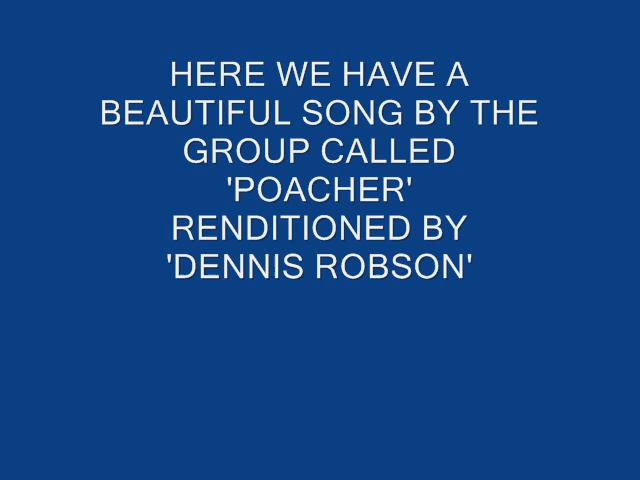 HERE WE HAVE A
BEAUTIFUL SONG BY THE
GROUP CALLED
'POACHER'
RENDITIONED BY
'DENNIS ROBSON'